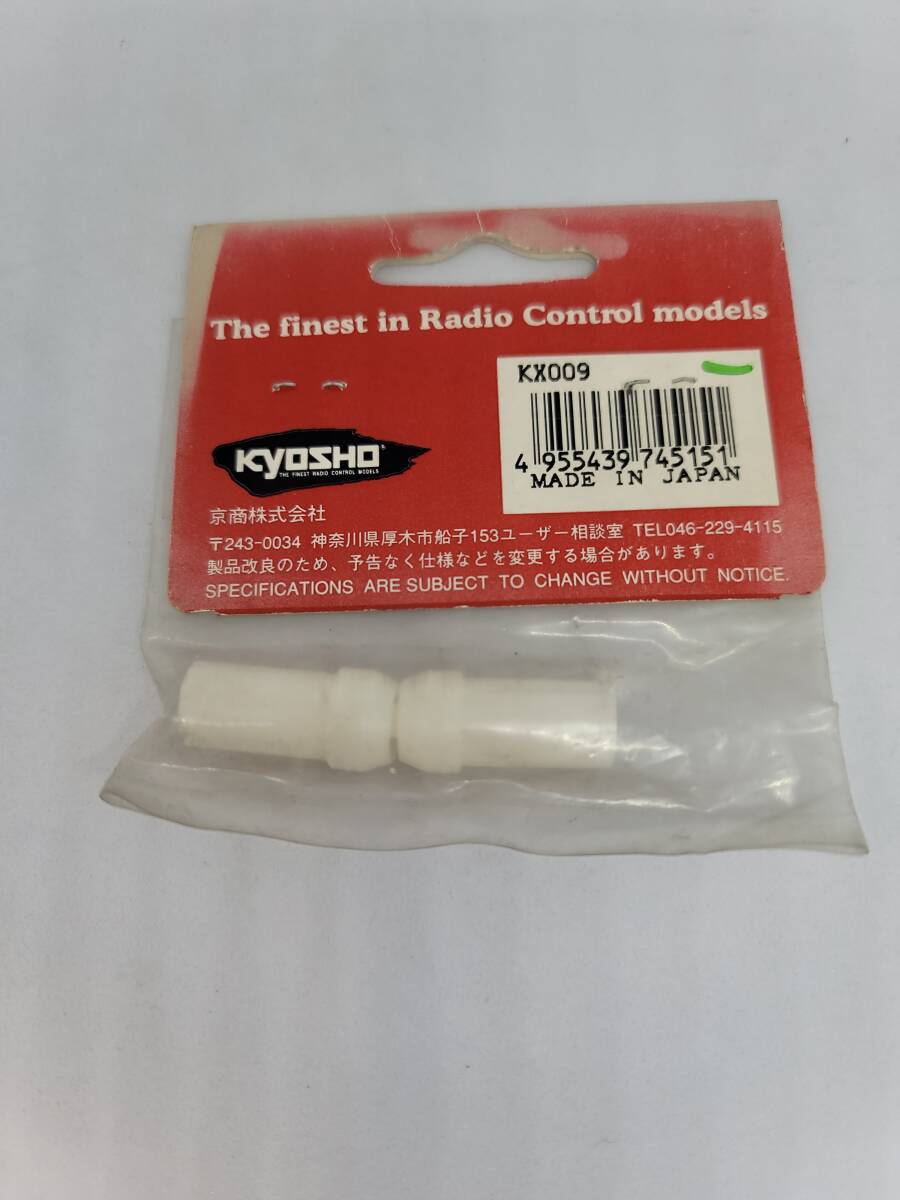 The finest in Radio Control models
KX009
4 955439 745151
MADE IN JAPAN
KYOSHO
THE FINEST RADIO CONTROL MODELS
京商株式会社
〒243-0034 神奈川県厚木市船子153ユーザー相談室 TEL046-229-4115
製品改良のため、予告なく仕様などを変更する場合があります。
SPECIFICATIONS ARE SUBJECT TO CHANGE WITHOUT NOTICE.